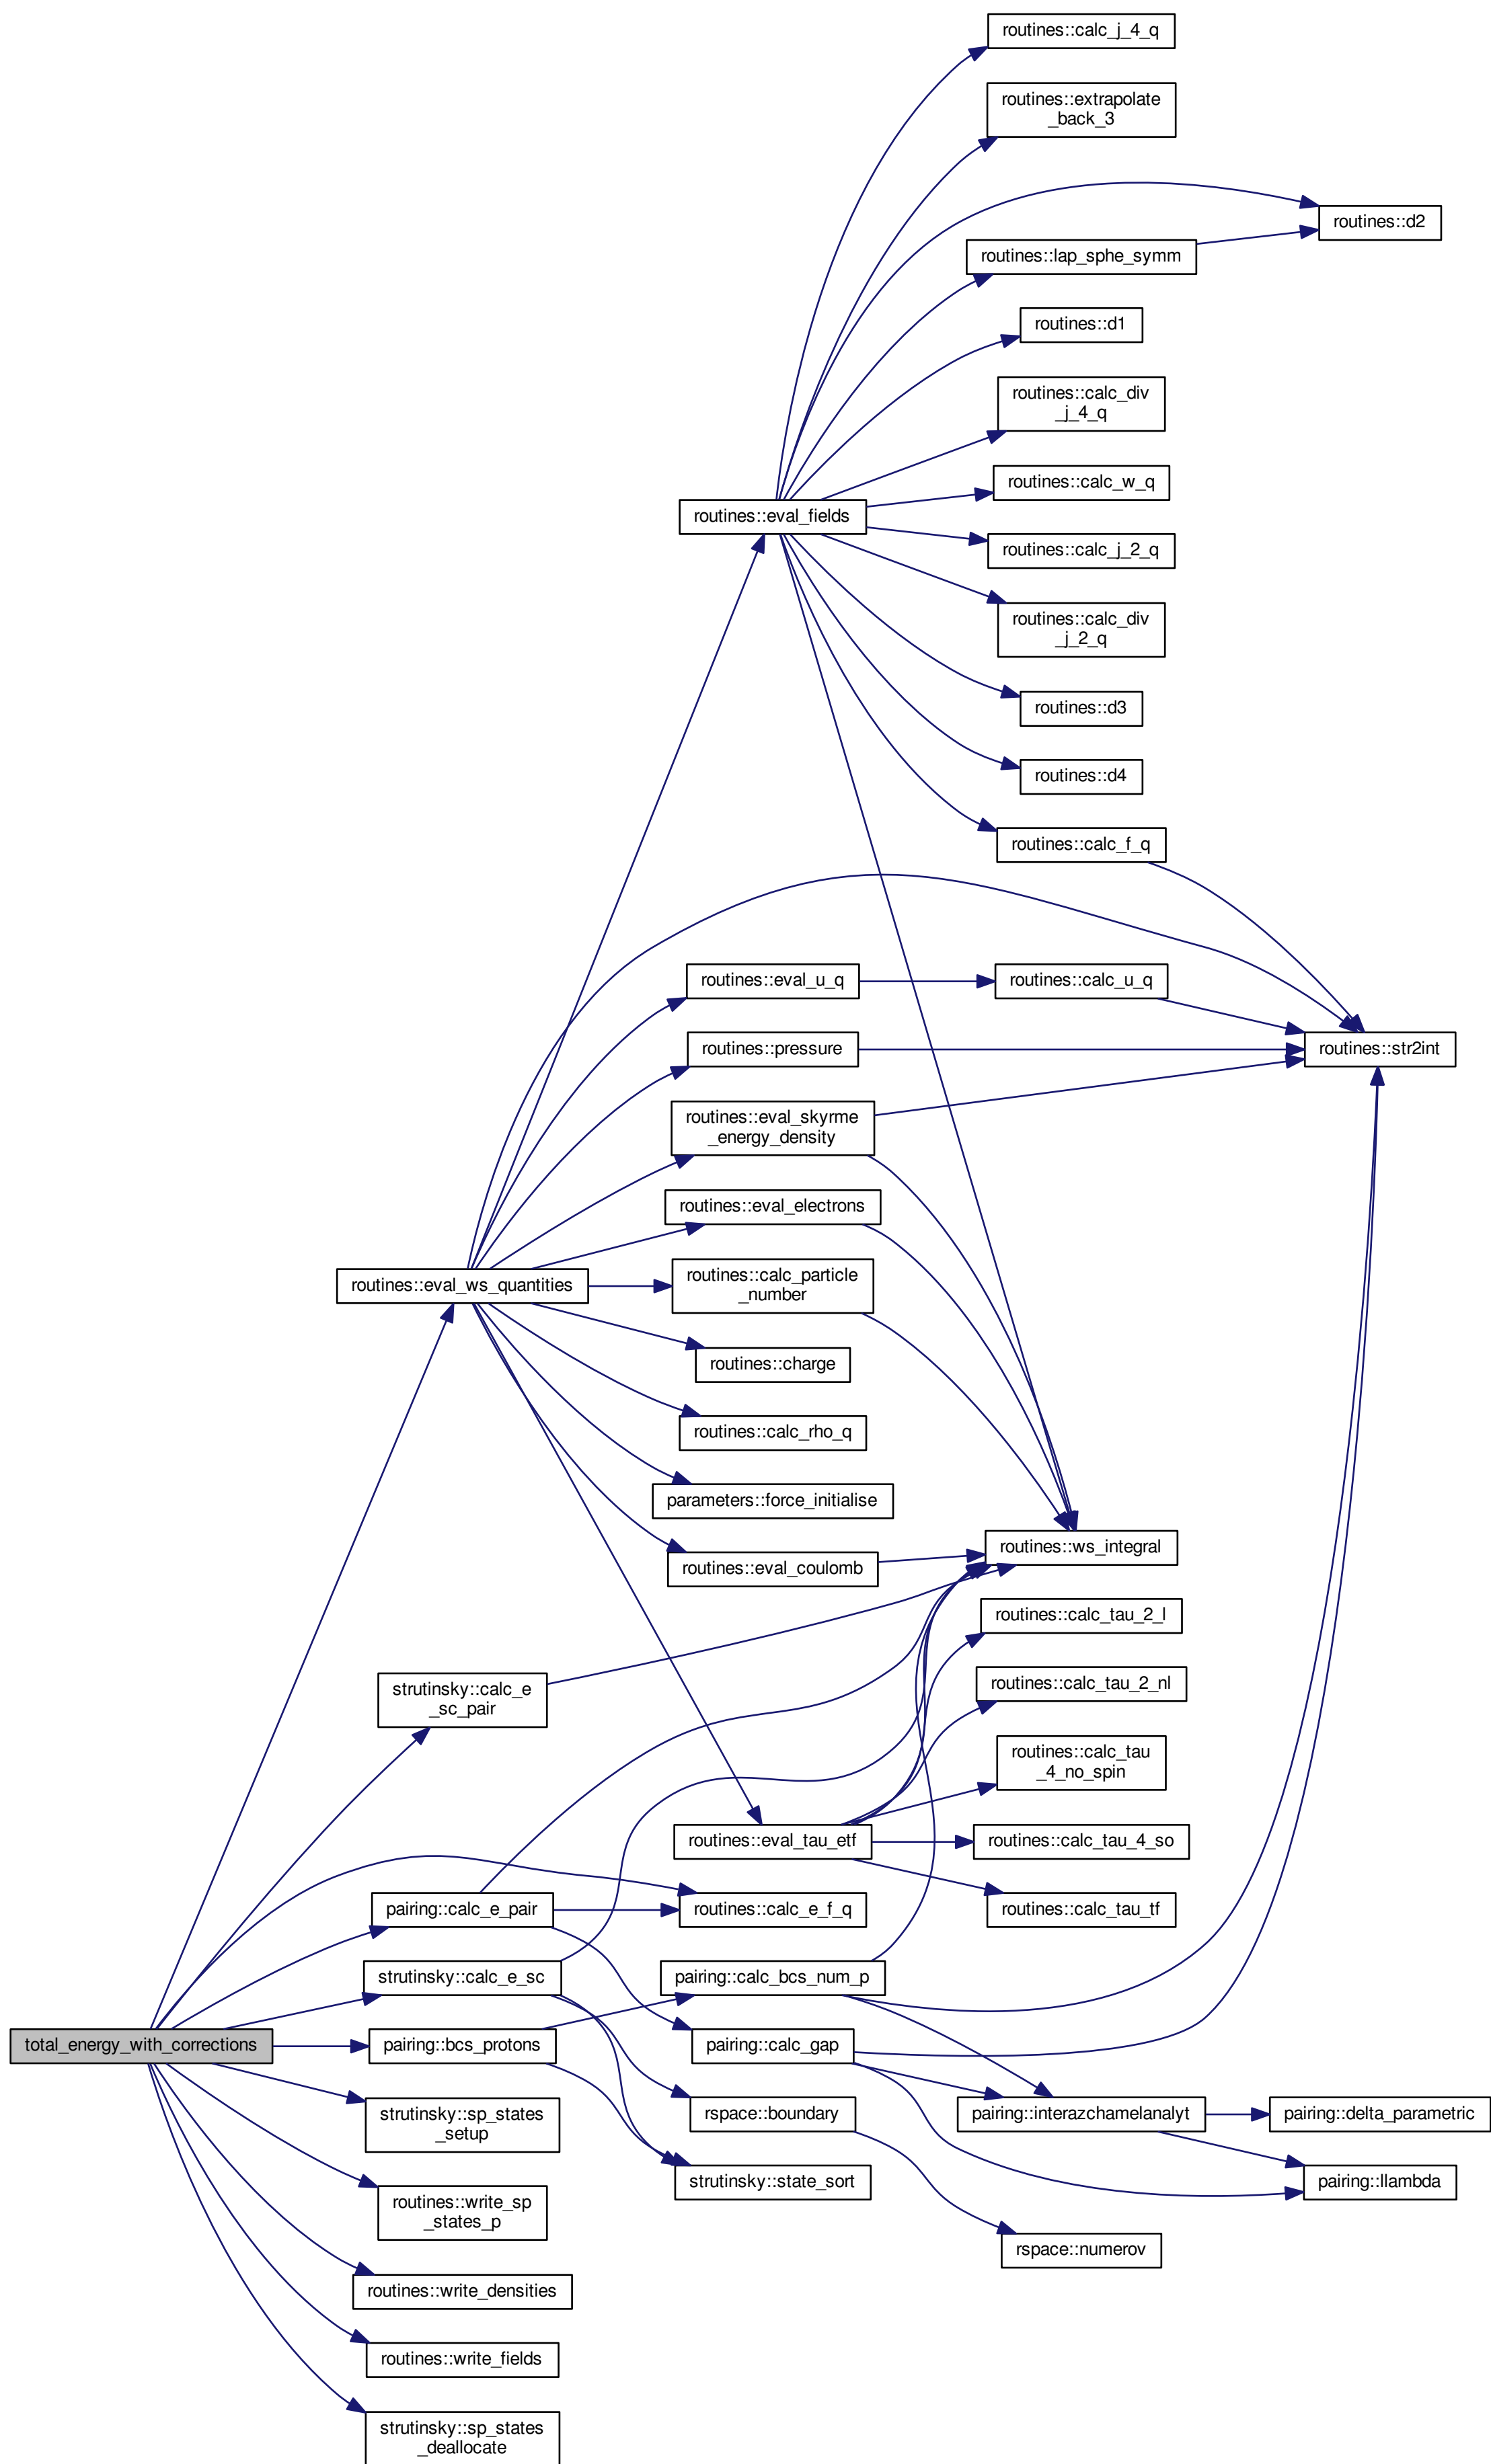 routines::calc_j_4_q
routines::extrapolate
_back_3
routines::d2
routines::lap_sphe_symm
routines::d1
routines::calc_div
_j_4_q
routines::calc_w_q
routines::eval_fields
routines::calc_j_2_q
routines::calc_div
_j_2_q
routines::d3
routines::d4
routines::calc_f_q
routines::eval_u_q
routines::calc_u_q
routines::pressure
routines::str2int
routines::eval_skyrme
_energy_density
routines::eval_electrons
routines::eval_ws_quantities
routines::calc_particle
_number
routines::charge
routines::calc_rho_q
parameters::force_initialise
routines::ws_integral
routines::eval_coulomb
routines::calc_tau_2_l
routines::calc_tau_2_nl
strutinsky::calc_e
_sc_pair
routines::calc_tau
_4_no_spin
routines::eval_tau_etf
routines::calc_tau_4_so
pairing::calc_e_pair
routines::calc_e_f_q
routines::calc_tau_tf
strutinsky::calc_e_sc
pairing::calc_bcs_num_p
total_energy_with_corrections
pairing::bcs_protons
pairing::calc_gap
strutinsky::sp_states
_setup
rspace::boundary
pairing::interazchamelanalyt
pairing::delta_parametric
strutinsky::state_sort
pairing::llambda
routines::write_sp
_states_p
rspace::numerov
routines::write_densities
routines::write_fields
strutinsky::sp_states
_deallocate